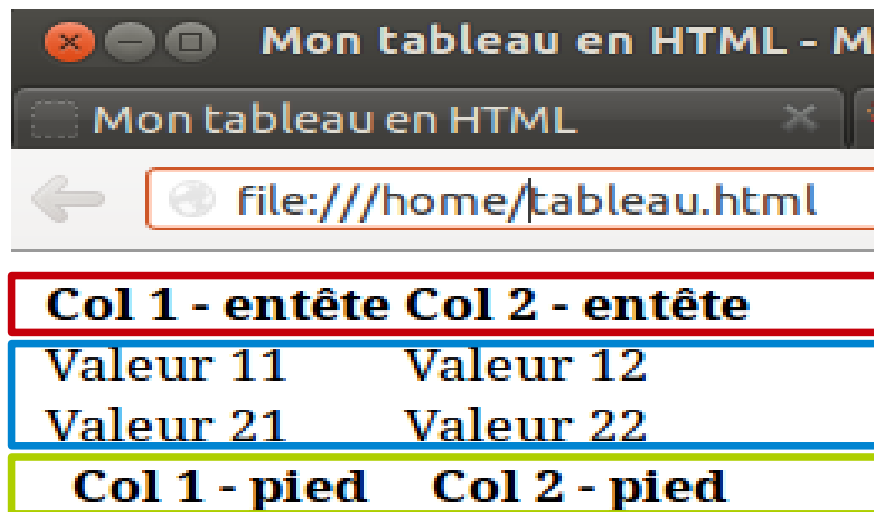 Mon tableau en HTML - M
Mon tableau en HTML
file:///home/tableau.html
Col 1 - entête Col 2 - entête
Valeur 11 Valeur 12
Valeur 21 Valeur 22
Col 1 - pied Col 2 - pied